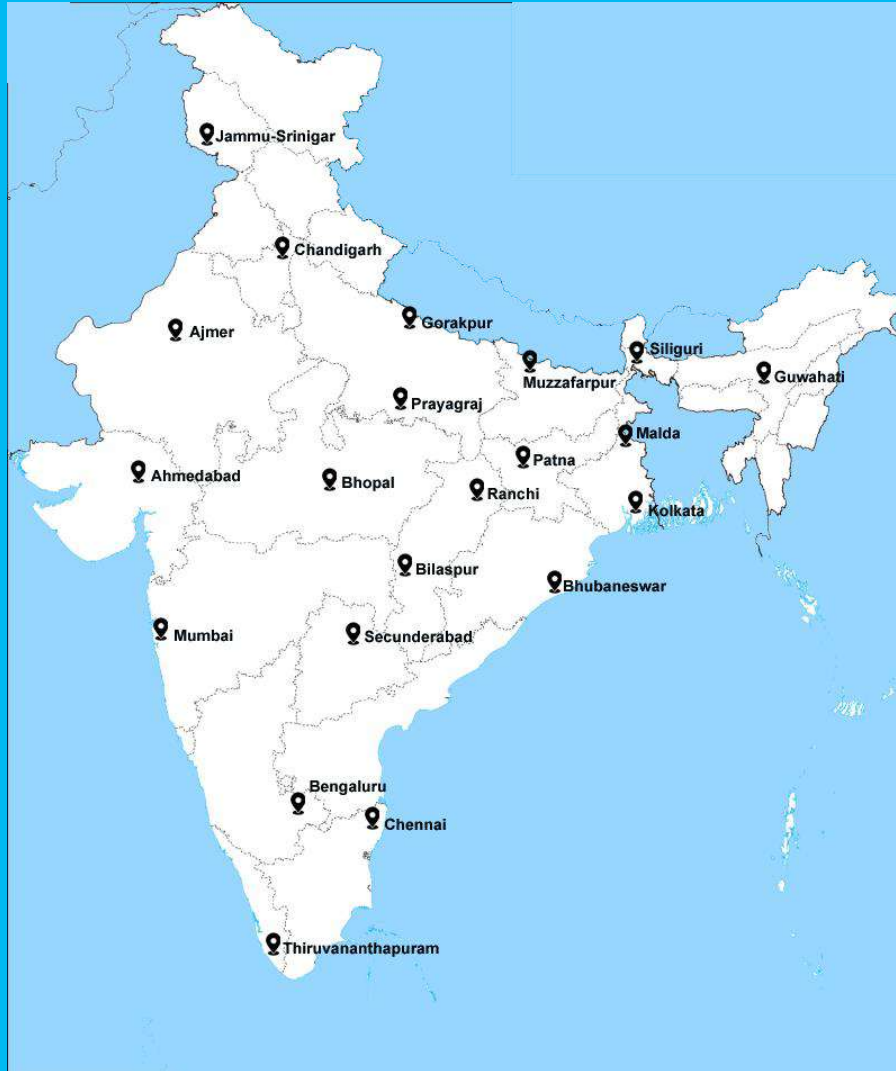 Jammu-Srinigar
Chandigarh
Gorakpur
Ajmer
Siliguri
Muzzafarpur
Guwahati
Prayagraj
Malda
Patna
Ahmedabad
Bhopal
Ranchi
Kolkata
Bilaspur
Bhubaneswar
Mumbai
Secunderabad
Bengaluru
Chennai
Thiruvananthapuram